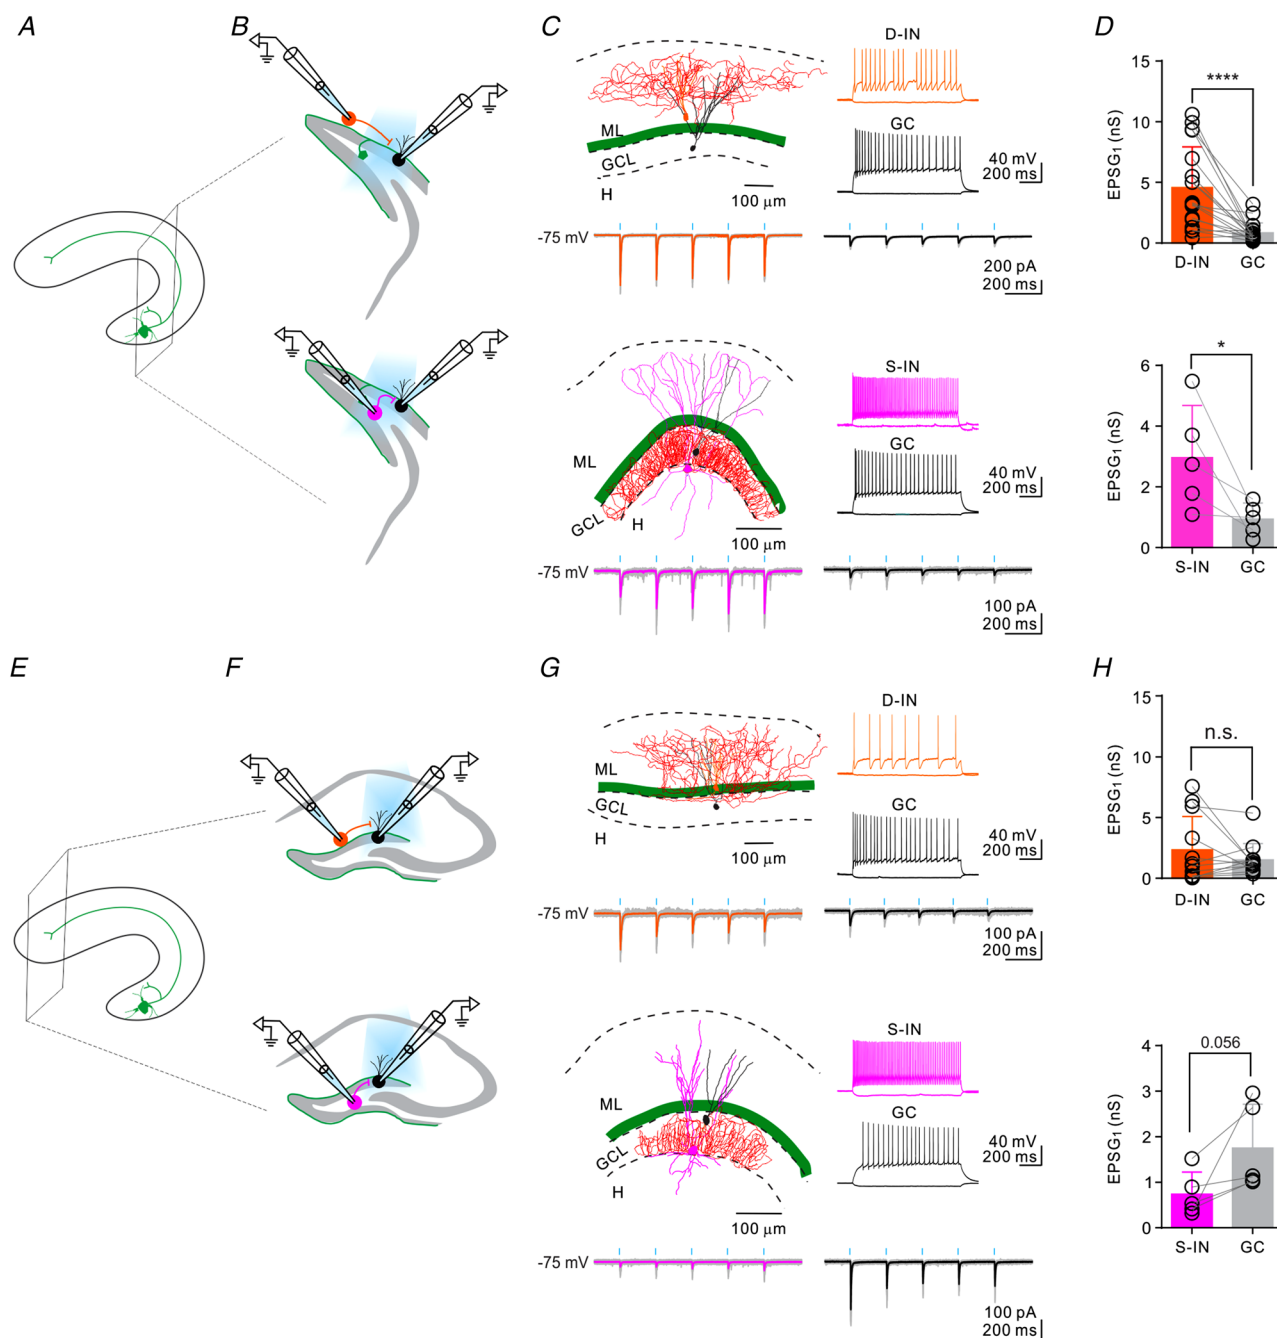 A
B
C
D
D-IN
GC
ML
GCL
H
100 μm
40 mV
200 ms
-75 mV
200 pA
200 ms
EPSG1 (nS)
15
10
5
0
****
D-IN
GC
S-IN
GC
ML
GCL
H
100 μm
40 mV
200 ms
-75 mV
100 pA
200 ms
EPSG1 (nS)
6
4
2
0
*
S-IN
GC
E
F
G
H
D-IN
GC
ML
GCL
H
100 μm
40 mV
200 ms
-75 mV
100 pA
200 ms
EPSG1 (nS)
15
10
5
0
n.s.
D-IN
GC
S-IN
GC
ML
GCL
H
100 μm
40 mV
200 ms
-75 mV
100 pA
200 ms
EPSG1 (nS)
4
3
2
1
0
0.056
S-IN
GC